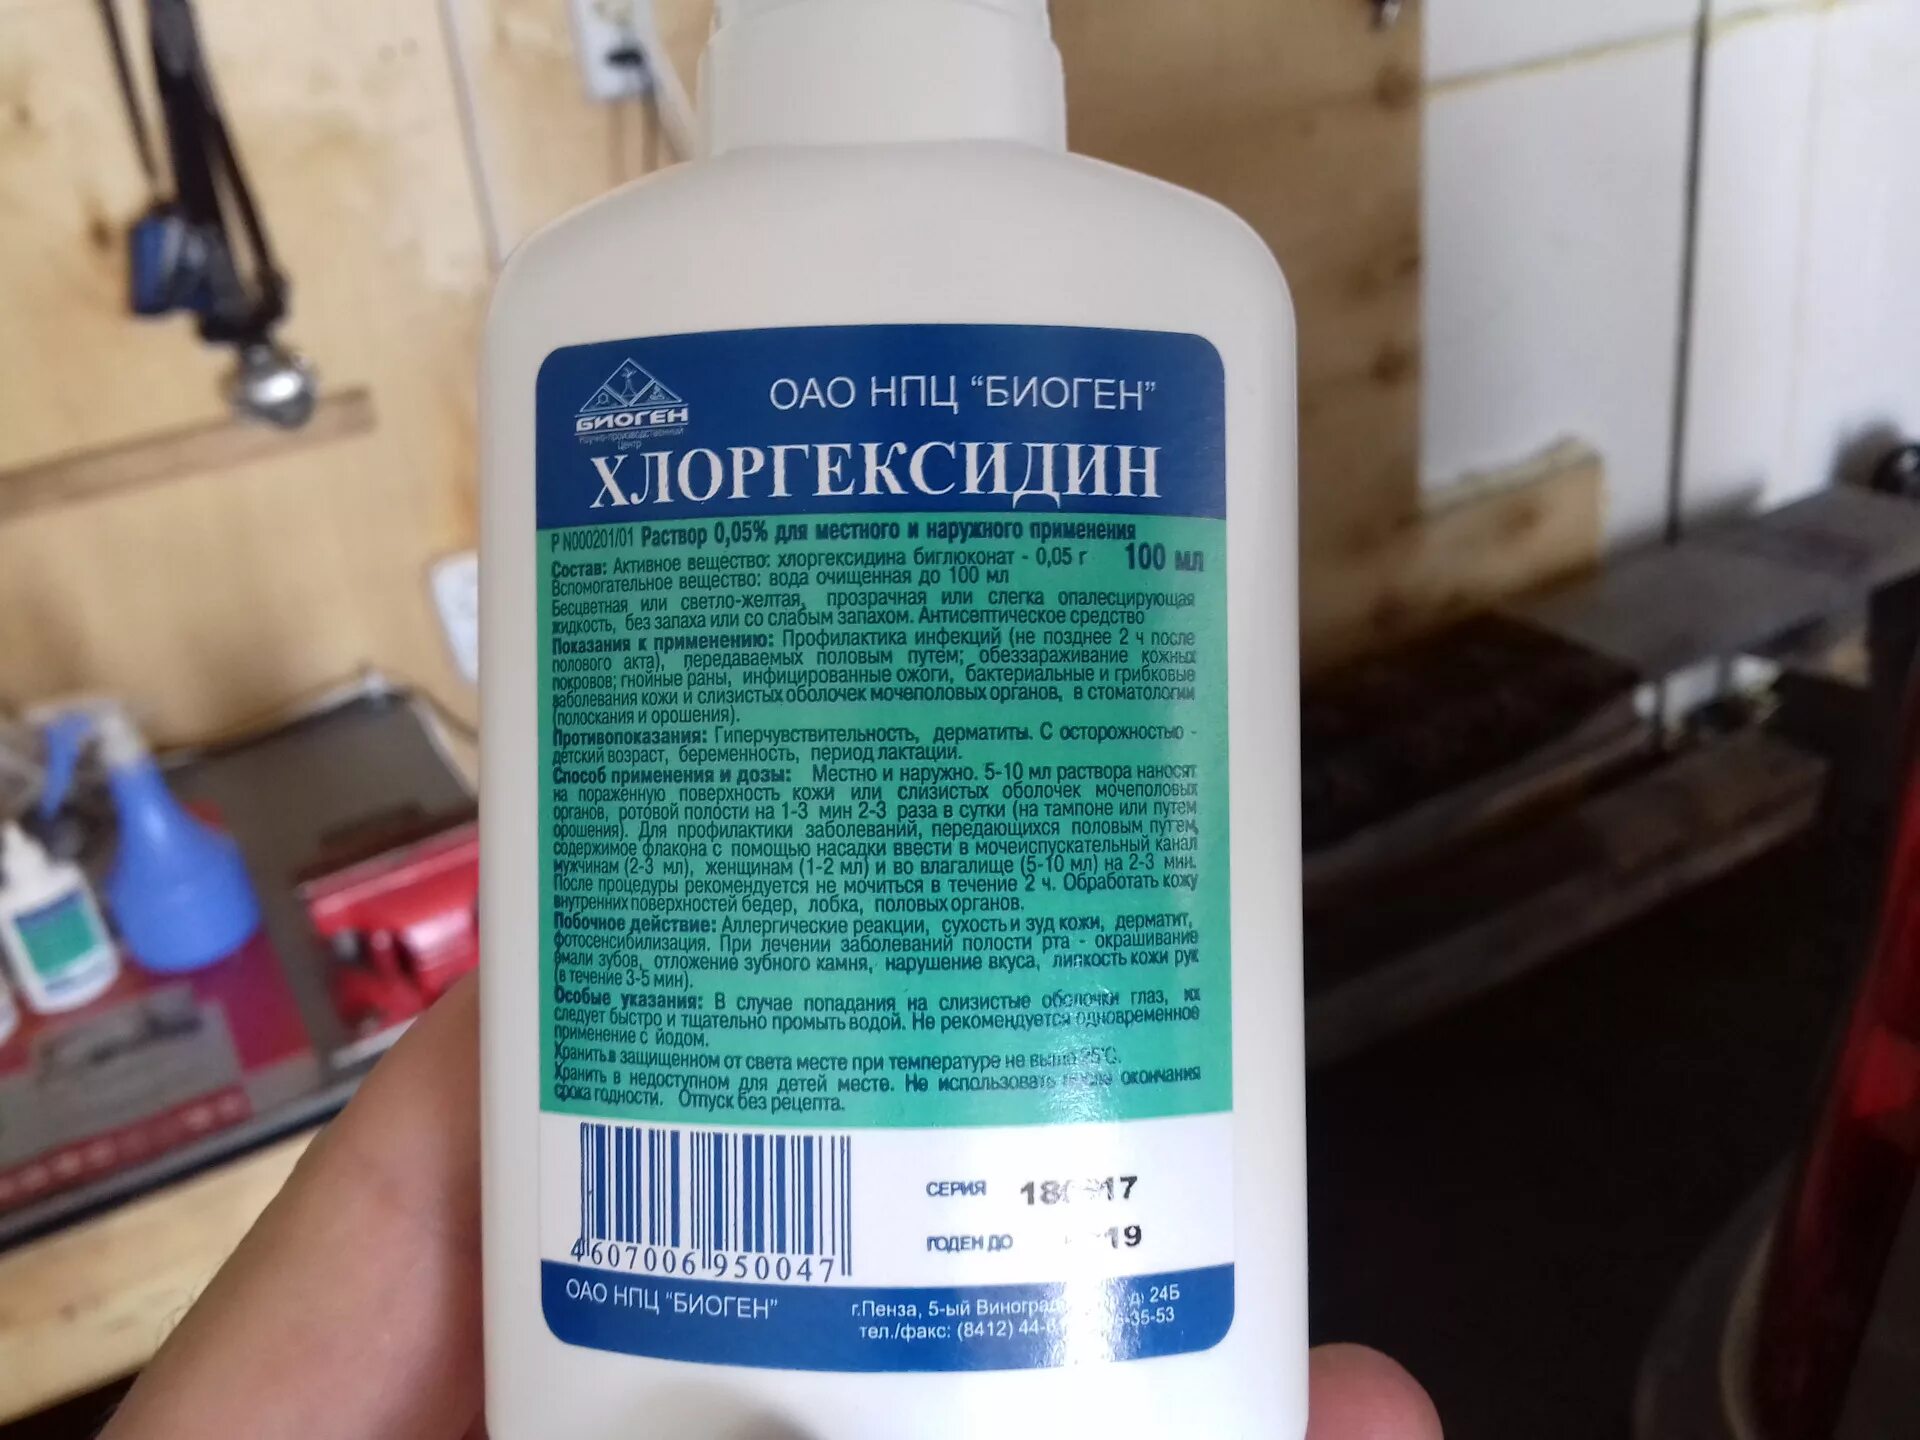 БИОГЕН
Научно-производственный
Центр
ОАО НПЦ "БИОГЕН"
ХЛОРГЕКСИДИН
Р N000201/01 Раствор 0,05% для местного и наружного применения
Состав: Активное вещество: хлоргексидина биглюконат - 0,05 г 100 мл
Вспомогательное вещество: вода очищенная до 100 мл
Бесцветная или светло-желтая, прозрачная или слегка опалесцирующая
жидкость, без запаха или со слабым запахом. Антисептическое средство
Показания к применению: Профилактика инфекций (не позднее 2 ч после
полового акта), передаваемых половым путем; обеззараживание кожных
покровов; гнойные раны, инфицированные ожоги, бактериальные и грибковые
заболевания кожи и слизистых оболочек мочеполовых органов, в стоматологии
(полоскания и орошения).
Противопоказания: Гиперчувствительность, дерматиты. С осторожностью -
детский возраст, беременность, период лактации.
Способ применения и дозы: Местно и наружно. 5-10 мл раствора наносят
на пораженную поверхность кожи или слизистых оболочек мочеполовых
органов, ротовой полости на 1-3 мин 2-3 раза в сутки (на тампоне или путем
орошения). Для профилактики заболеваний, передающихся половым путем,
содержимое флакона с помощью насадки ввести в мочеиспускательный канал
мужчинам (2-3 мл), женщинам (1-2 мл) и во влагалище (5-10 мл) на 2-3 мин.
После процедуры рекомендуется не мочиться в течение 2 ч. Обработать кожу
внутренних поверхностей бедер, лобка, половых органов.
Побочное действие: Аллергические реакции, сухость и зуд кожи, дерматит,
фотосенсибилизация. При лечении заболеваний полости рта - окрашивание
эмали зубов, отложение зубного камня, нарушение вкуса, липкость кожи рук
(в течение 3-5 мин).
Особые указания: В случае попадания на слизистые оболочки глаз, их
следует быстро и тщательно промыть водой. Не рекомендуется одновременное
применение с йодом.
Хранить в защищенном от света месте при температуре не выше 25°С.
Хранить в недоступном для детей месте. Не использовать после окончания
срока годности. Отпуск без рецепта.
СЕРИЯ
ГОДЕН ДО 19
4607006950047
ОАО НПЦ "БИОГЕН"
г.Пенза, 5-ый д. 24Б
тел./факс: (8412)